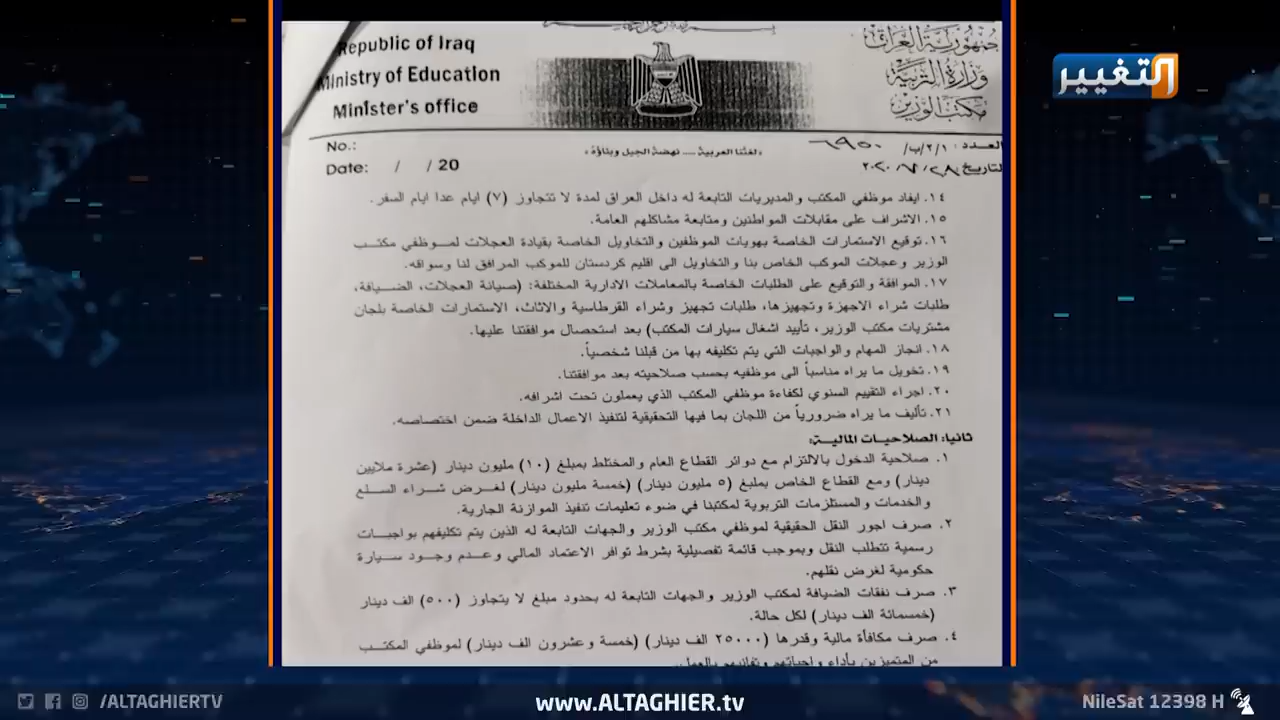 Republic of Iraq
Ministry of Education
Minister's office
جمهورية العراق
وزارة التربية
مكتب الوزير
التغيير
No.:
Date: / / 20
«لغتنا العربية .... نهضة الجيل وبناؤه»
العدد: ٦٩٥٠ /ب/٢/١
التاريخ ٢٠٢٠/٧/٢٨
١٤. ايفاد موظفي المكتب والمديريات التابعة له داخل العراق لمدة لا تتجاوز (٧) ايام عدا ايام السفر.
١٥. الاشراف على مقابلات المواطنين ومتابعة مشاكلهم العامة.
١٦. توقيع الاستمارات الخاصة بهويات الموظفين والتخاويل الخاصة بقيادة العجلات لموظفي مكتب
الوزير وعجلات الموكب الخاص بنا والتخاويل الى اقليم كردستان للموكب المرافق لنا وسواقه.
١٧. الموافقة والتوقيع على الطلبات الخاصة بالمعاملات الادارية المختلفة: (صيانة العجلات، الضيافة،
طلبات شراء الاجهزة وتجهيزها، طلبات تجهيز وشراء القرطاسية والاثاث، الاستمارات الخاصة بلجان
مشتريات مكتب الوزير، تأييد اشغال سيارات المكتب) بعد استحصال موافقتنا عليها.
١٨. انجاز المهام والواجبات التي يتم تكليفه بها من قبلنا شخصياً.
١٩. تخويل ما يراه مناسباً الى موظفيه بحسب صلاحيته بعد موافقتنا.
٢٠. اجراء التقييم السنوي لكفاءة موظفي المكتب الذي يعملون تحت اشرافه.
٢١. تأليف ما يراه ضرورياً من اللجان بما فيها التحقيقية لتنفيذ الاعمال الداخلة ضمن اختصاصه.
ثانيا: الصلاحيات المالية:
١. صلاحية الدخول بالالتزام مع دوائر القطاع العام والمختلط بمبلغ (١٠) مليون دينار (عشرة ملايين
دينار) ومع القطاع الخاص بمبلغ (٥ مليون دينار) (خمسة مليون دينار) لغرض شراء السلع
والخدمات والمستلزمات التربوية لمكتبنا في ضوء تعليمات تنفيذ الموازنة الجارية.
٢. صرف اجور النقل الحقيقية لموظفي مكتب الوزير والجهات التابعة له الذين يتم تكليفهم بواجبات
رسمية تتطلب النقل وبموجب قائمة تفصيلية بشرط توافر الاعتماد المالي وعدم وجود سيارة
حكومية لغرض نقلهم.
٣. صرف نفقات الضيافة لمكتب الوزير والجهات التابعة له بحدود مبلغ لا يتجاوز (٥٠٠) الف دينار
(خمسمائة الف دينار) لكل حالة.
٤. صرف مكافأة مالية وقدرها (٢٥٠٠٠ الف دينار) (خمسة وعشرون الف دينار) لموظفي المكتب
من المتميزين بأداء واجباتهم وتفانيهم بالعمل.
/ALTAGHIERTV
www.ALTAGHIER.tv
NileSat 12398 H